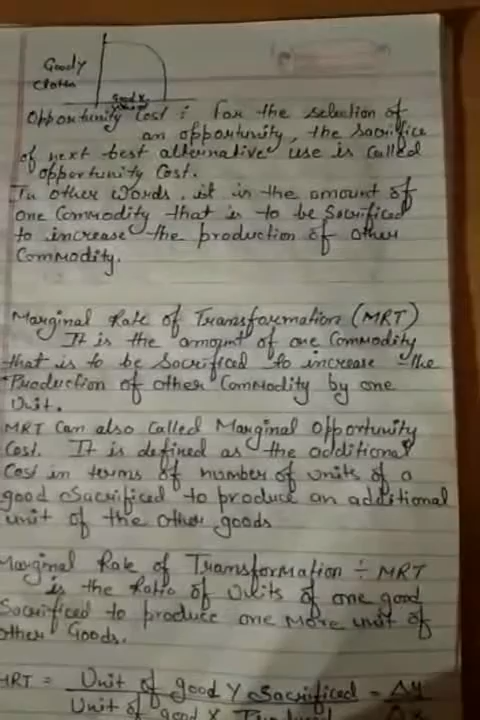 Good Y
Clothes
Good X
Opportunity Cost : For the selection of
an opportunity, the sacrifice
of next best alternative use is called
opportunity Cost.
In other words, it is the amount of
one Commodity that is to be Sacrificed
to increase the production of other
Commodity.
Marginal Rate of Transformation (MRT)
It is the amount of one Commodity
that is to be Sacrificed to increase the
Production of other Commodity by one
Unit.
MRT Can also Called Marginal Opportunity
Cost. It is defined as the additional
Cost in terms of number of Units of a
good Sacrificed to produce an additional
unit of the other goods
Marginal Rate of Transformation ÷ MRT
is the Ratio of Units of one good
Sacrificed to produce one More unit of
other Goods.
MRT = Unit of good Y Sacrificed = ΔY
Unit of good X Produced ΔX